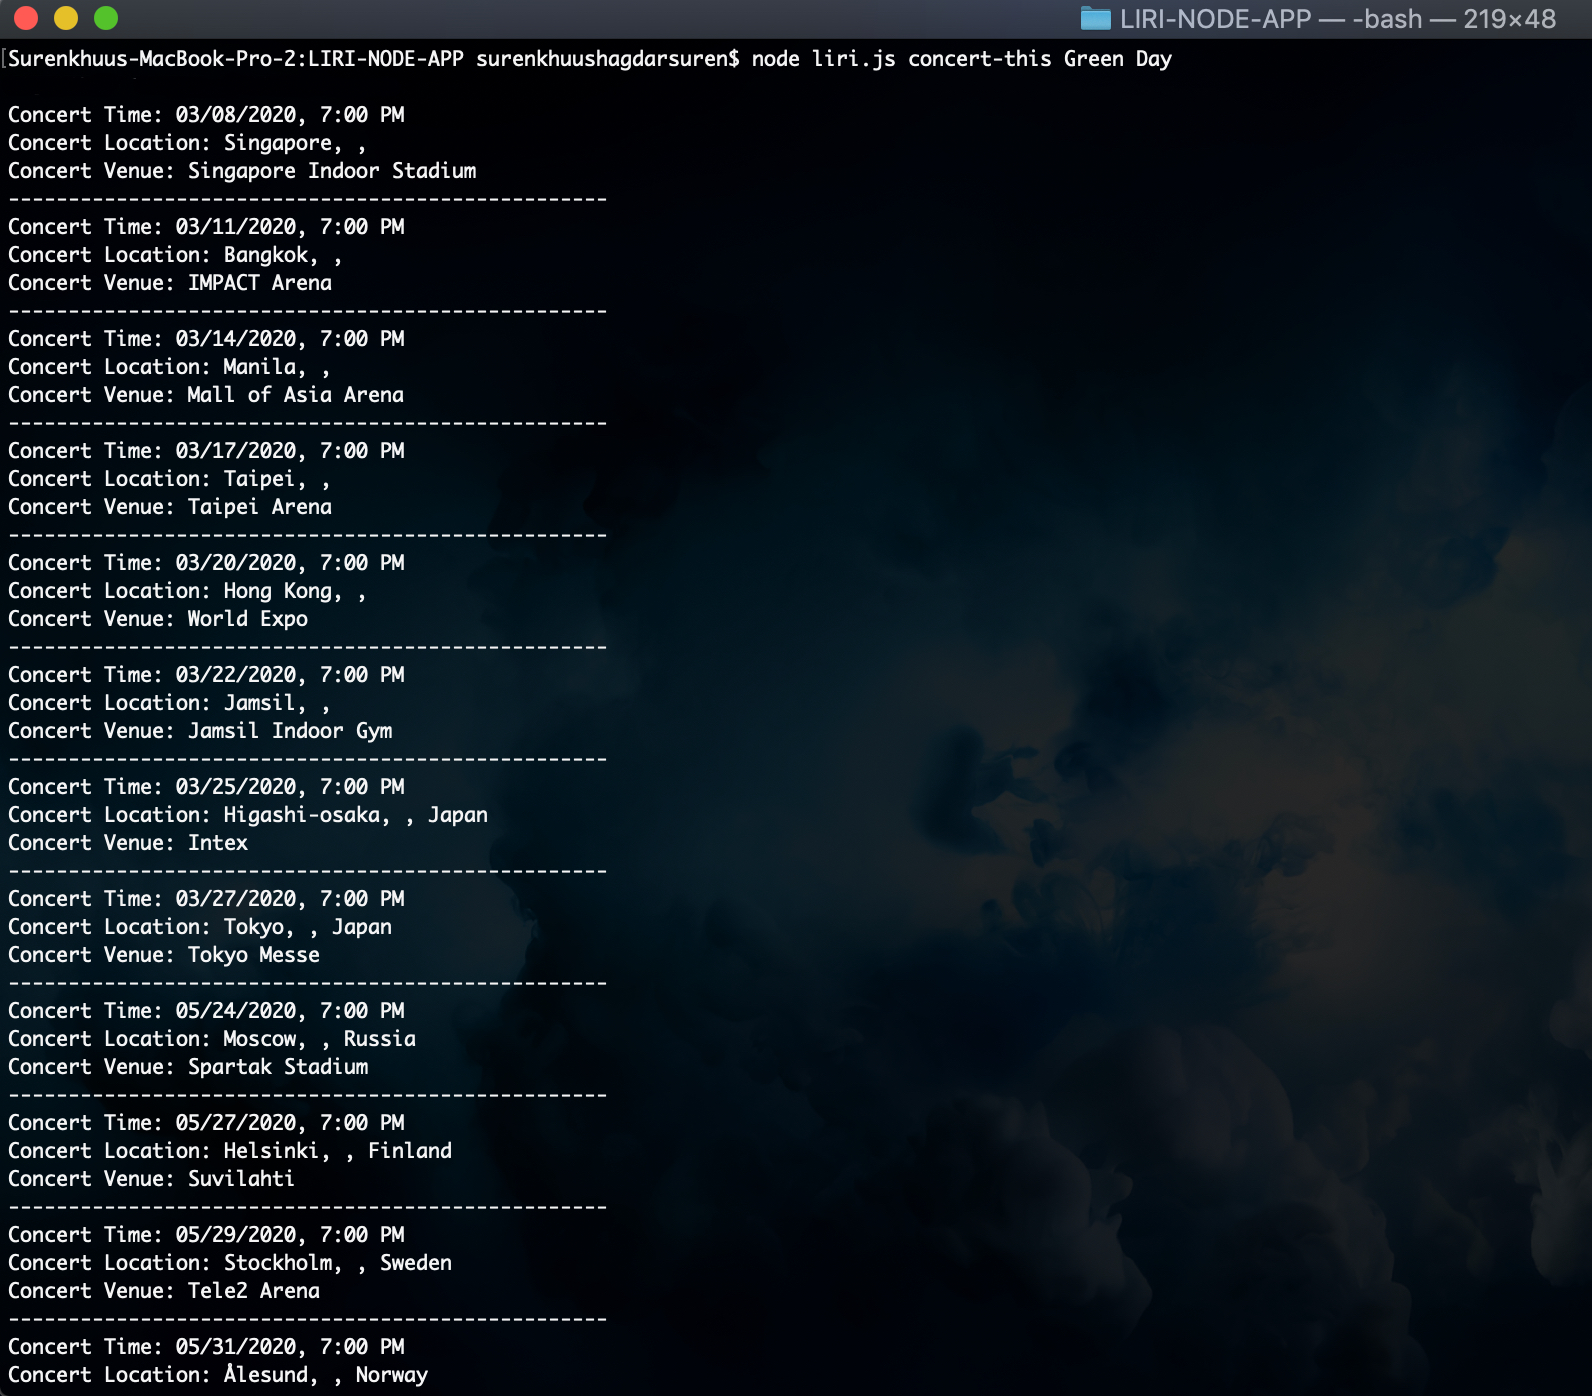 LIRI-NODE-APP — -bash — 219×48
Surenkhuus-MacBook-Pro-2:LIRI-NODE-APP surenkhuushagdarsuren$ node liri.js concert-this Green Day
Concert Time: 03/08/2020, 7:00 PM
Concert Location: Singapore, ,
Concert Venue: Singapore Indoor Stadium
--------------------------------------------------
Concert Time: 03/11/2020, 7:00 PM
Concert Location: Bangkok, ,
Concert Venue: IMPACT Arena
--------------------------------------------------
Concert Time: 03/14/2020, 7:00 PM
Concert Location: Manila, ,
Concert Venue: Mall of Asia Arena
--------------------------------------------------
Concert Time: 03/17/2020, 7:00 PM
Concert Location: Taipei, ,
Concert Venue: Taipei Arena
--------------------------------------------------
Concert Time: 03/20/2020, 7:00 PM
Concert Location: Hong Kong, ,
Concert Venue: World Expo
--------------------------------------------------
Concert Time: 03/22/2020, 7:00 PM
Concert Location: Jamsil, ,
Concert Venue: Jamsil Indoor Gym
--------------------------------------------------
Concert Time: 03/25/2020, 7:00 PM
Concert Location: Higashi-osaka, , Japan
Concert Venue: Intex
--------------------------------------------------
Concert Time: 03/27/2020, 7:00 PM
Concert Location: Tokyo, , Japan
Concert Venue: Tokyo Messe
--------------------------------------------------
Concert Time: 05/24/2020, 7:00 PM
Concert Location: Moscow, , Russia
Concert Venue: Spartak Stadium
--------------------------------------------------
Concert Time: 05/27/2020, 7:00 PM
Concert Location: Helsinki, , Finland
Concert Venue: Suvilahti
--------------------------------------------------
Concert Time: 05/29/2020, 7:00 PM
Concert Location: Stockholm, , Sweden
Concert Venue: Tele2 Arena
--------------------------------------------------
Concert Time: 05/31/2020, 7:00 PM
Concert Location: Ålesund, , Norway